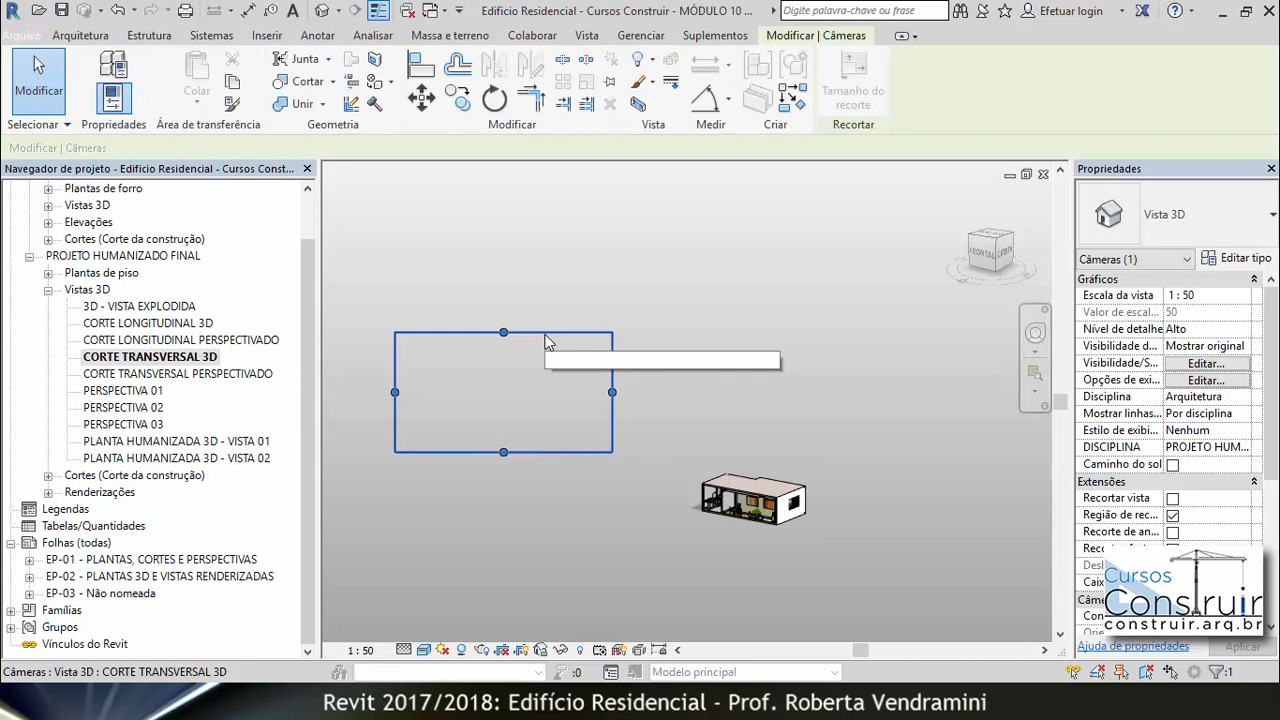 Edificio Residencial - Cursos Construir - MÓDULO 10 ...
Digite palavra-chave ou frase
Efetuar login
Arquivo Arquitetura Estrutura Sistemas Inserir Anotar Analisar Massa e terreno Colaborar Vista Gerenciar Suplementos Modificar | Câmeras
Modificar
Colar
Junta
Cortar
Unir
Tamanho do recorte
Selecionar Propriedades Área de transferência Geometria Modificar Vista Medir Criar Recortar
Modificar | Câmeras
Navegador de projeto - Edificio Residencial - Cursos Const...
Plantas de forro
Vistas 3D
Elevações
Cortes (Corte da construção)
PROJETO HUMANIZADO FINAL
Plantas de piso
Vistas 3D
3D - VISTA EXPLODIDA
CORTE LONGITUDINAL 3D
CORTE LONGITUDINAL PERSPECTIVADO
CORTE TRANSVERSAL 3D
CORTE TRANSVERSAL PERSPECTIVADO
PERSPECTIVA 01
PERSPECTIVA 02
PERSPECTIVA 03
PLANTA HUMANIZADA 3D - VISTA 01
PLANTA HUMANIZADA 3D - VISTA 02
Cortes (Corte da construção)
Renderizações
Legendas
Tabelas/Quantidades
Folhas (todas)
EP-01 - PLANTAS, CORTES E PERSPECTIVAS
EP-02 - PLANTAS 3D E VISTAS RENDERIZADAS
EP-03 - Não nomeada
Famílias
Grupos
Vínculos do Revit
FRONTAL
Propriedades
Vista 3D
Câmeras (1)
Editar tipo
Gráficos
Escala da vista 1 : 50
Valor de escal... 50
Nível de detalhe Alto
Visibilidade d... Mostrar original
Visibilidade/S... Editar...
Opções de exi... Editar...
Disciplina Arquitetura
Mostrar linhas... Por disciplina
Estilo de exibi... Nenhum
DISCIPLINA PROJETO HUM...
Caminho do sol
Extensões
Recortar vista
Região de rec...
Recorte de an...
Cursos
Construir
construir.arq.br
Ajuda de propriedades
Aplicar
1 : 50
Câmeras : Vista 3D : CORTE TRANSVERSAL 3D
:0
Modelo principal
:1
Revit 2017/2018: Edifício Residencial - Prof. Roberta Vendramini